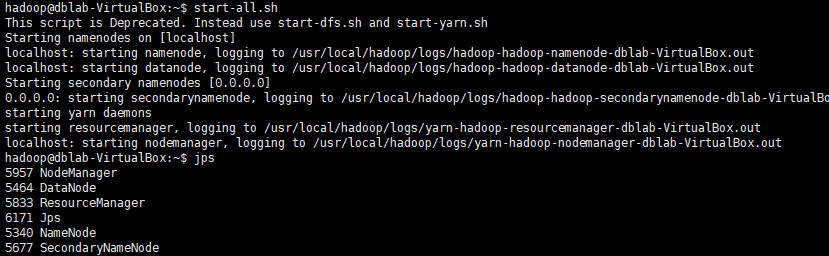 hadoop@dblab-VirtualBox:~$ start-all.sh
This script is Deprecated. Instead use start-dfs.sh and start-yarn.sh
Starting namenodes on [localhost]
localhost: starting namenode, logging to /usr/local/hadoop/logs/hadoop-hadoop-namenode-dblab-VirtualBox.out
localhost: starting datanode, logging to /usr/local/hadoop/logs/hadoop-hadoop-datanode-dblab-VirtualBox.out
Starting secondary namenodes [0.0.0.0]
0.0.0.0: starting secondarynamenode, logging to /usr/local/hadoop/logs/hadoop-hadoop-secondarynamenode-dblab-VirtualBo
starting yarn daemons
starting resourcemanager, logging to /usr/local/hadoop/logs/yarn-hadoop-resourcemanager-dblab-VirtualBox.out
localhost: starting nodemanager, logging to /usr/local/hadoop/logs/yarn-hadoop-nodemanager-dblab-VirtualBox.out
hadoop@dblab-VirtualBox:~$ jps
5957 NodeManager
5464 DataNode
5833 ResourceManager
6171 Jps
5340 NameNode
5677 SecondaryNameNode